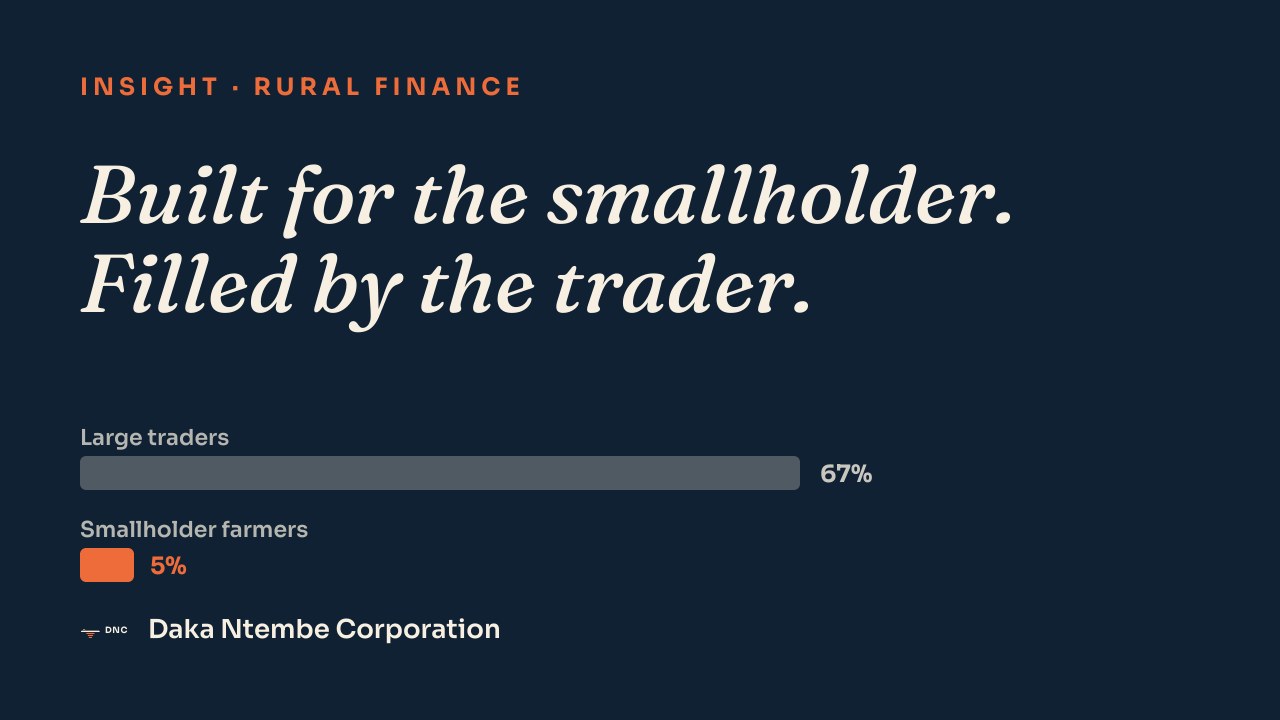 INSIGHT · RURAL FINANCE
Built for the smallholder.
Filled by the trader.
Large traders
67%
Smallholder farmers
5%
DNC
Daka Ntembe Corporation